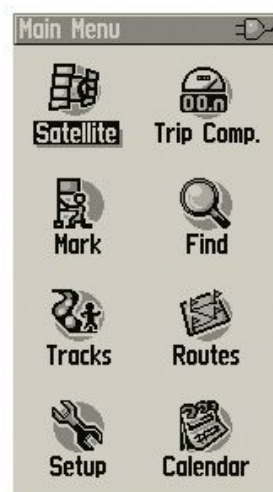 Main Menu
Satellite Trip Comp.
Mark Find
Tracks Routes
Setup Calendar